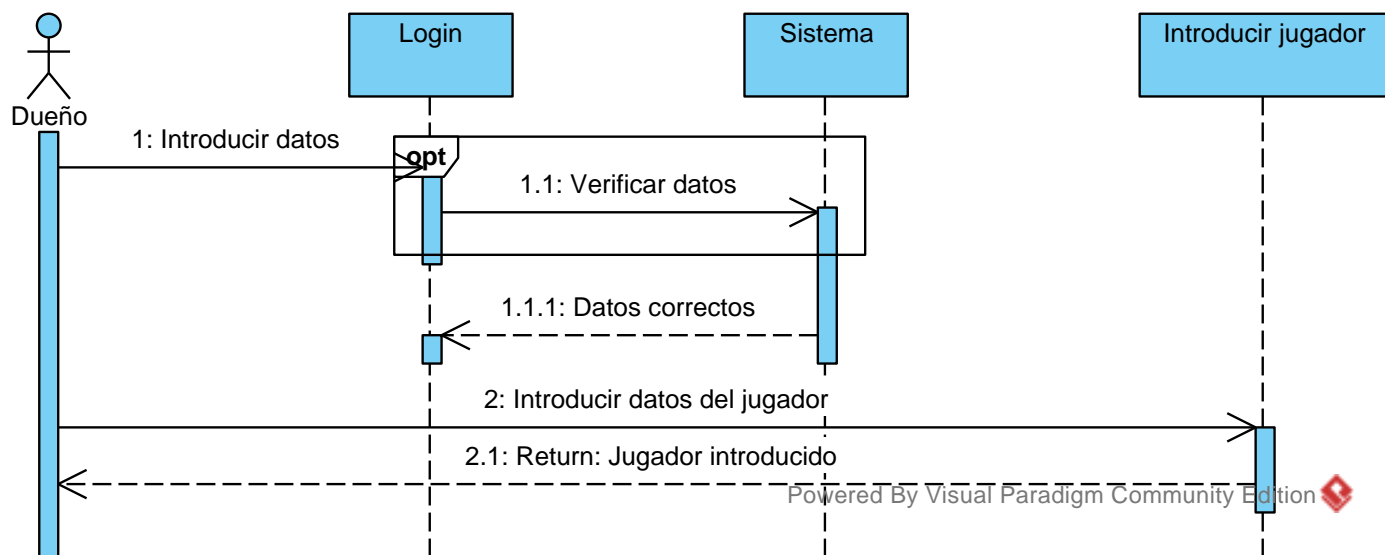 Login
Sistema
Introducir jugador
Dueño
1: Introducir datos
opt
1.1: Verificar datos
1.1.1: Datos correctos
2: Introducir datos del jugador
2.1: Return: Jugador introducido
Powered By Visual Paradigm Community Edition